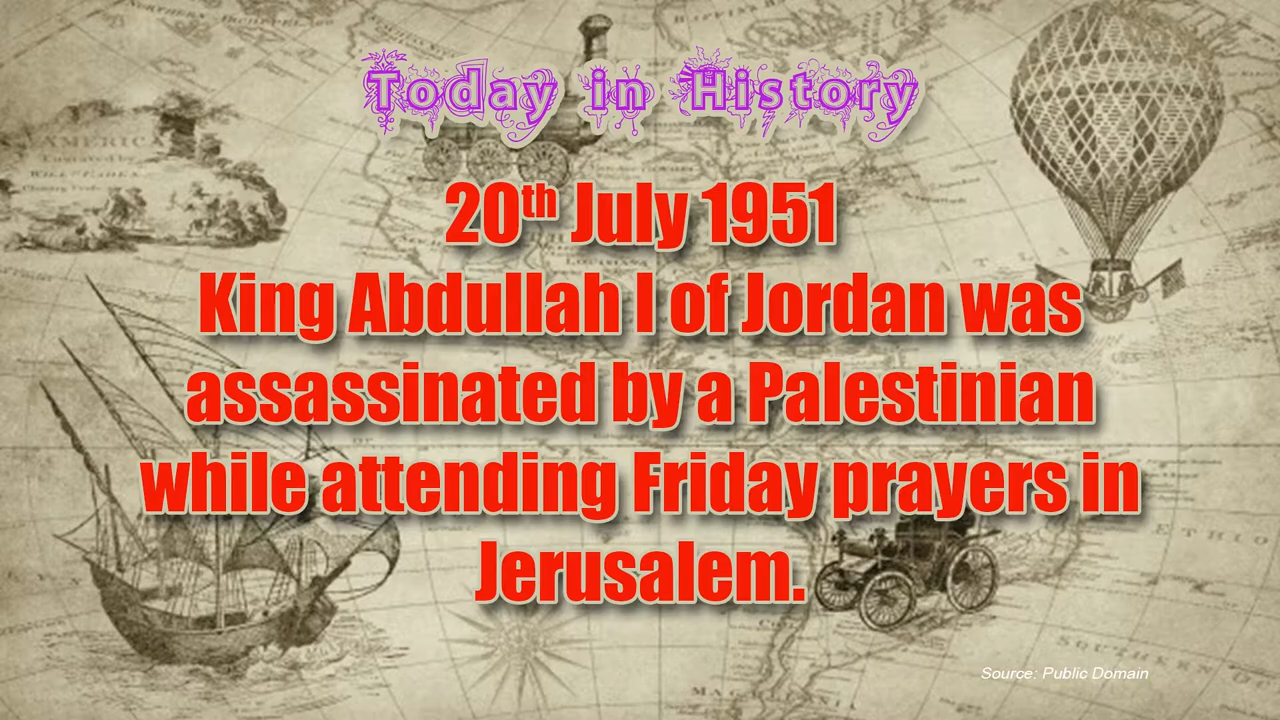 Today in History
20th July 1951
King Abdullah I of Jordan was
assassinated by a Palestinian
while attending Friday prayers in
Jerusalem.
Source: Public Domain
AMERICA